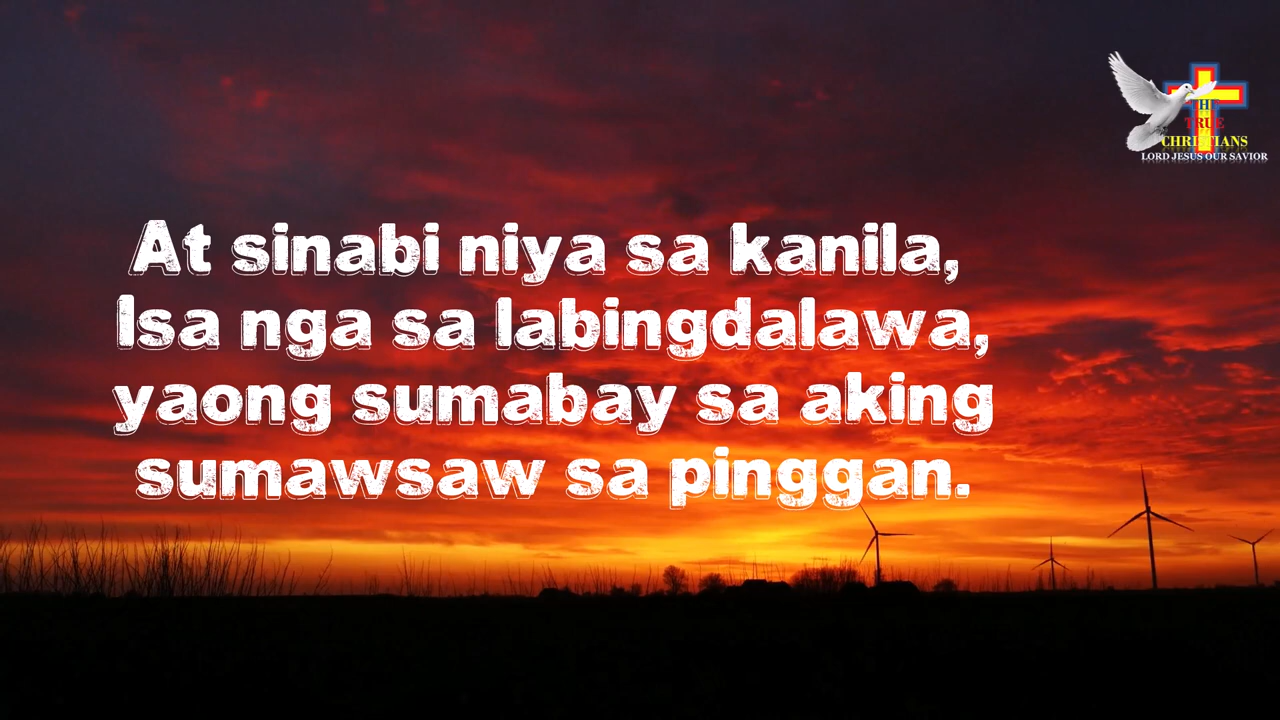 At sinabi niya sa kanila,
Isa nga sa labingdalawa,
yaong sumabay sa aking
sumawsaw sa pinggan.
THE
TRUE
CHRISTIANS
LORD JESUS OUR SAVIOR